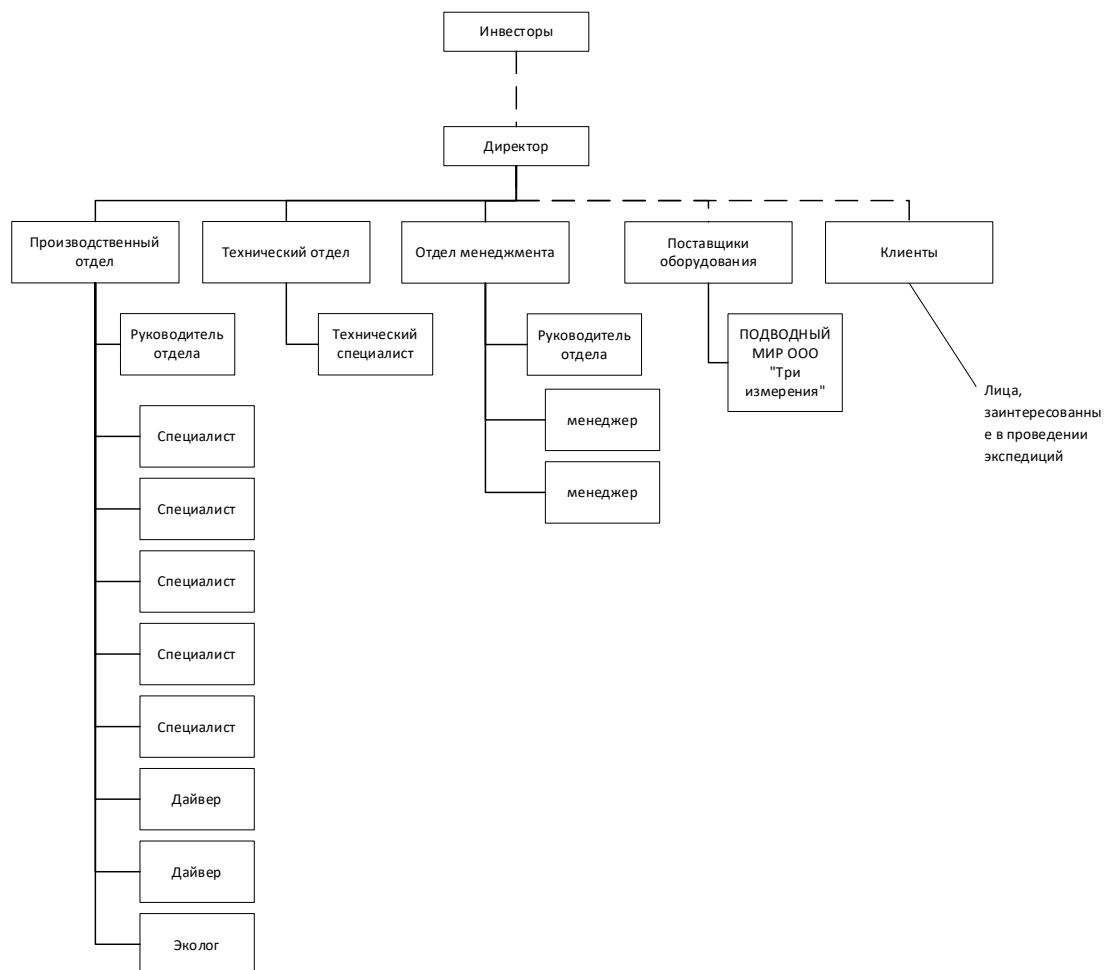 Инвесторы
Директор
Производственный
отдел
Технический отдел
Отдел менеджмента
Поставщики
оборудования
Клиенты
Руководитель
отдела
Технический
специалист
Руководитель
отдела
ПОДВОДНЫЙ
МИР ООО
"Три
измерения"
Лица,
заинтересованны
е в проведении
экспедиций
Специалист
менеджер
Специалист
менеджер
Специалист
Специалист
Специалист
Дайвер
Дайвер
Эколог